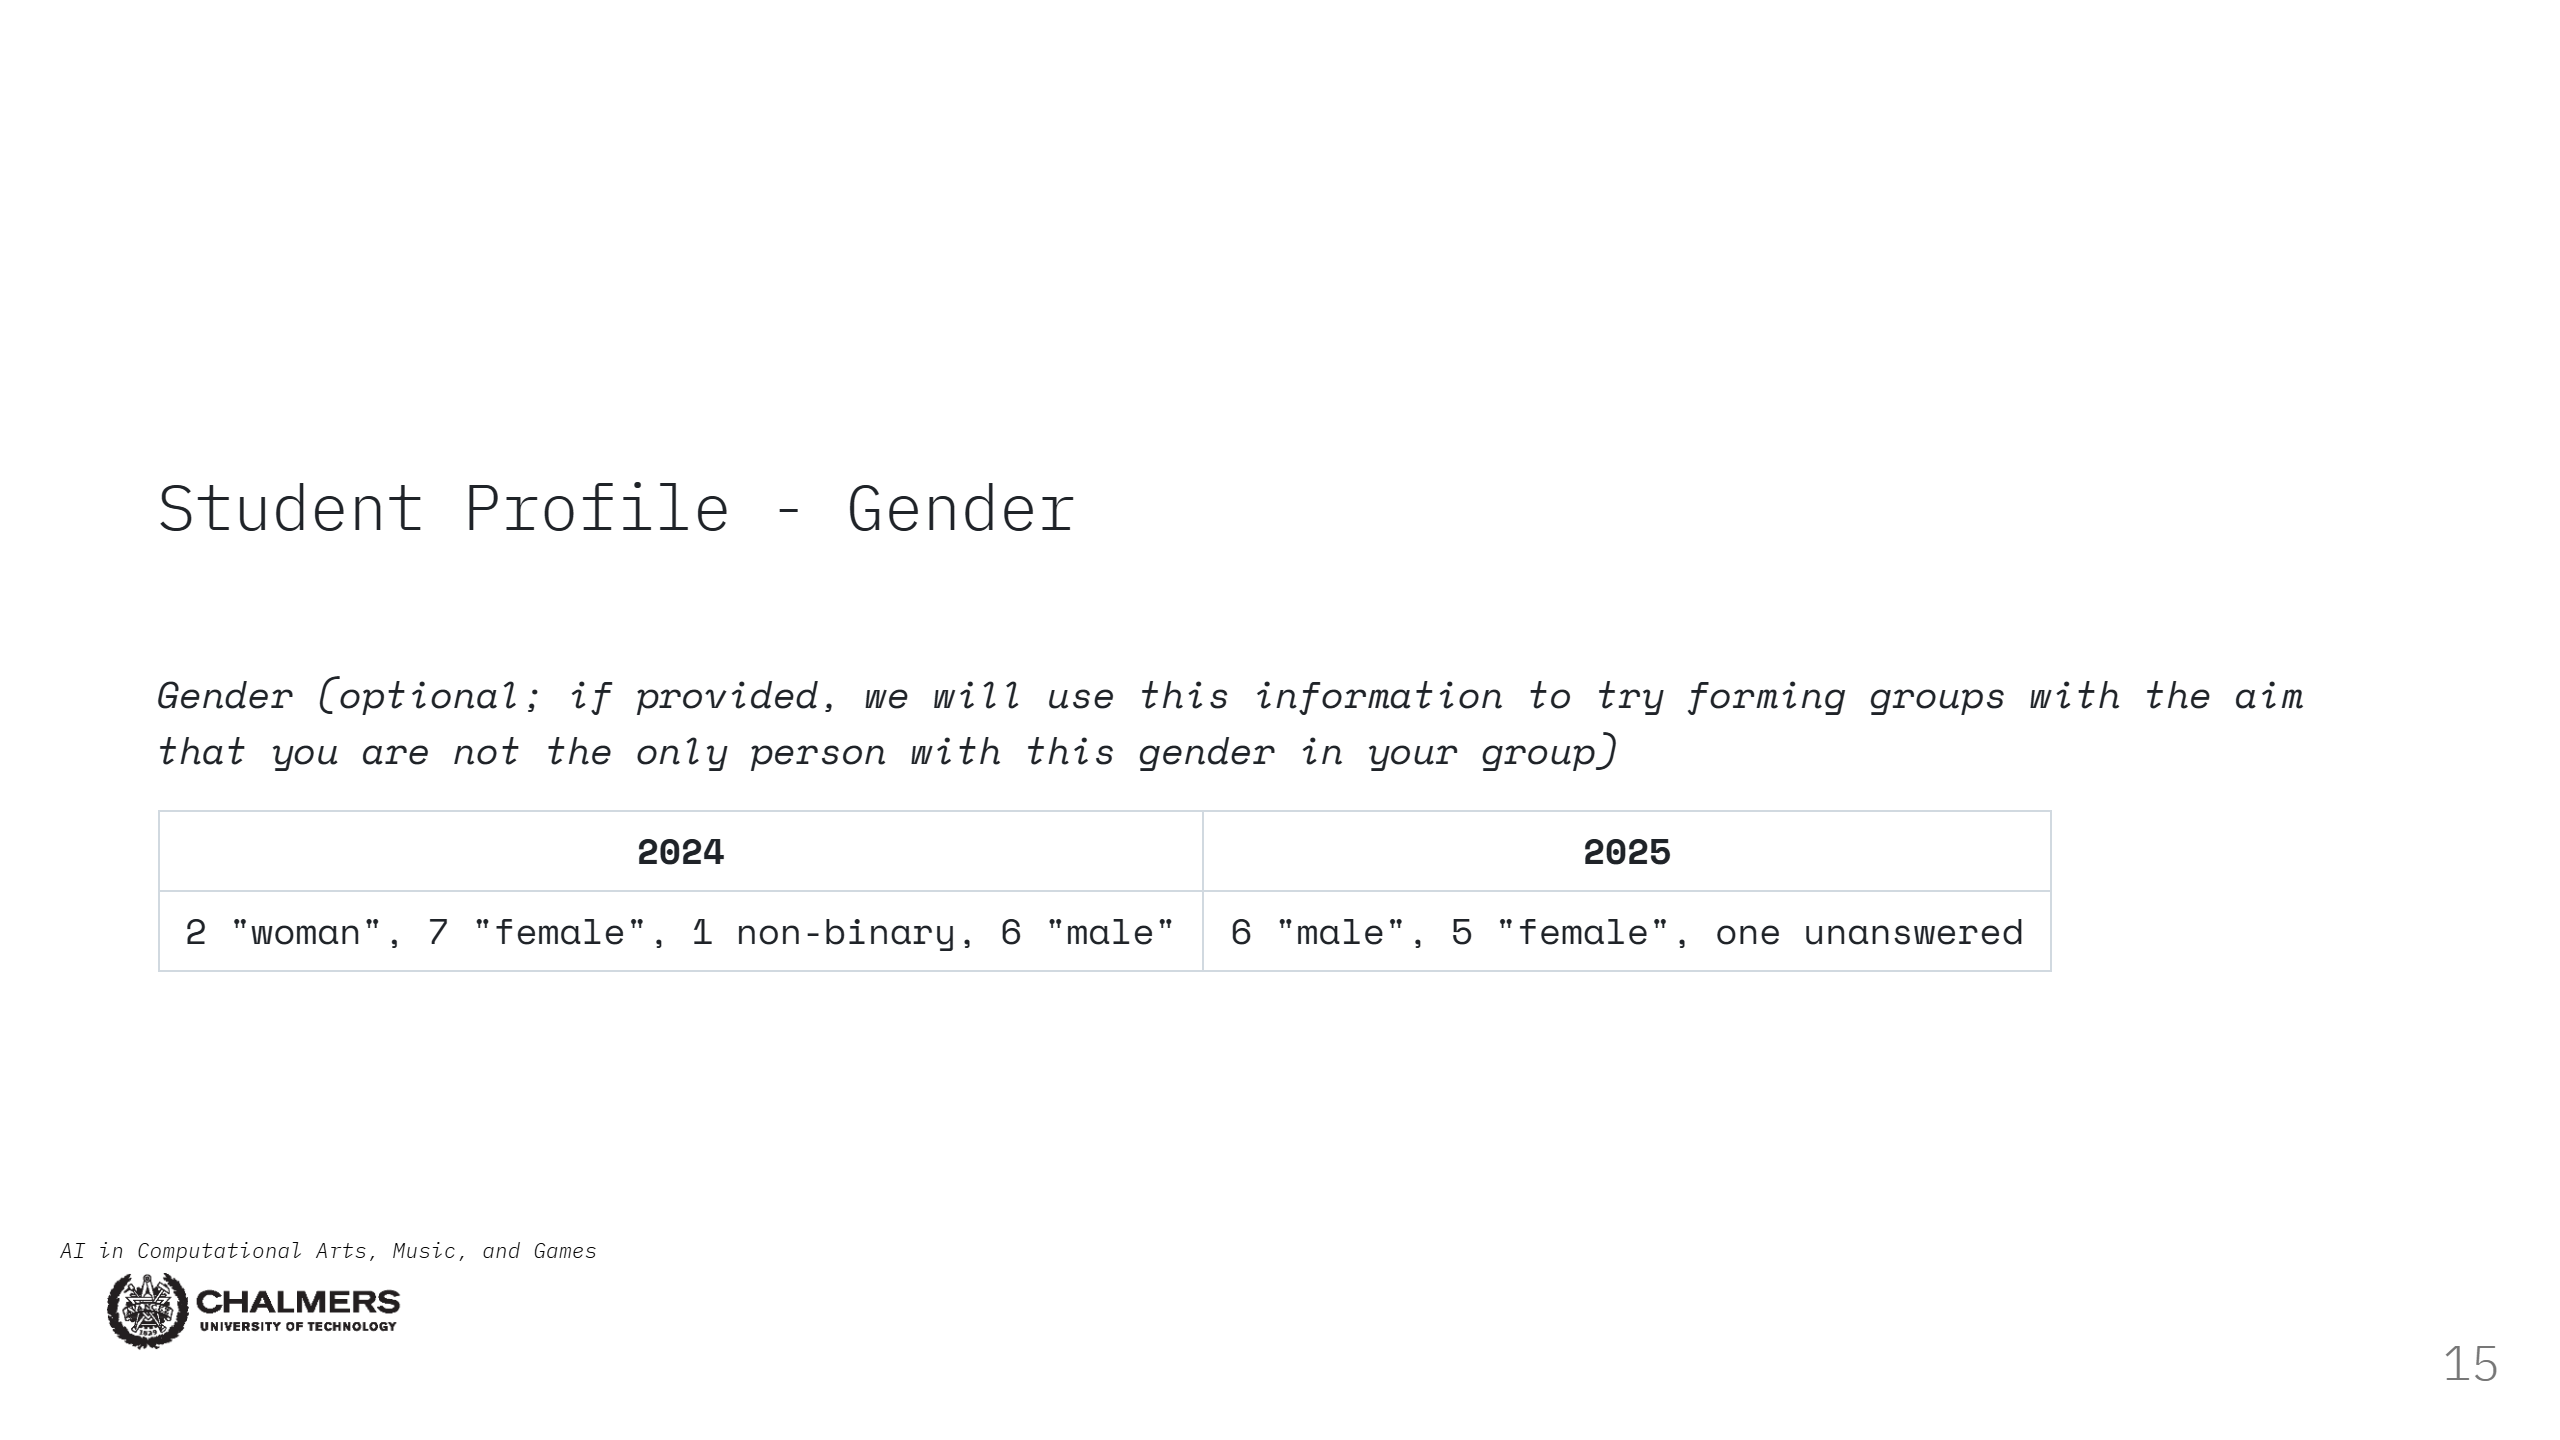 Student Profile - Gender
Gender (optional; if provided, we will use this information to try forming groups with the aim
that you are not the only person with this gender in your group)
2024
2025
2 "woman", 7 "female", 1 non-binary, 6 "male"
6 "male", 5 "female", one unanswered
AI in Computational Arts, Music, and Games
AVANCEZ
1829
CHALMERS
UNIVERSITY OF TECHNOLOGY
15